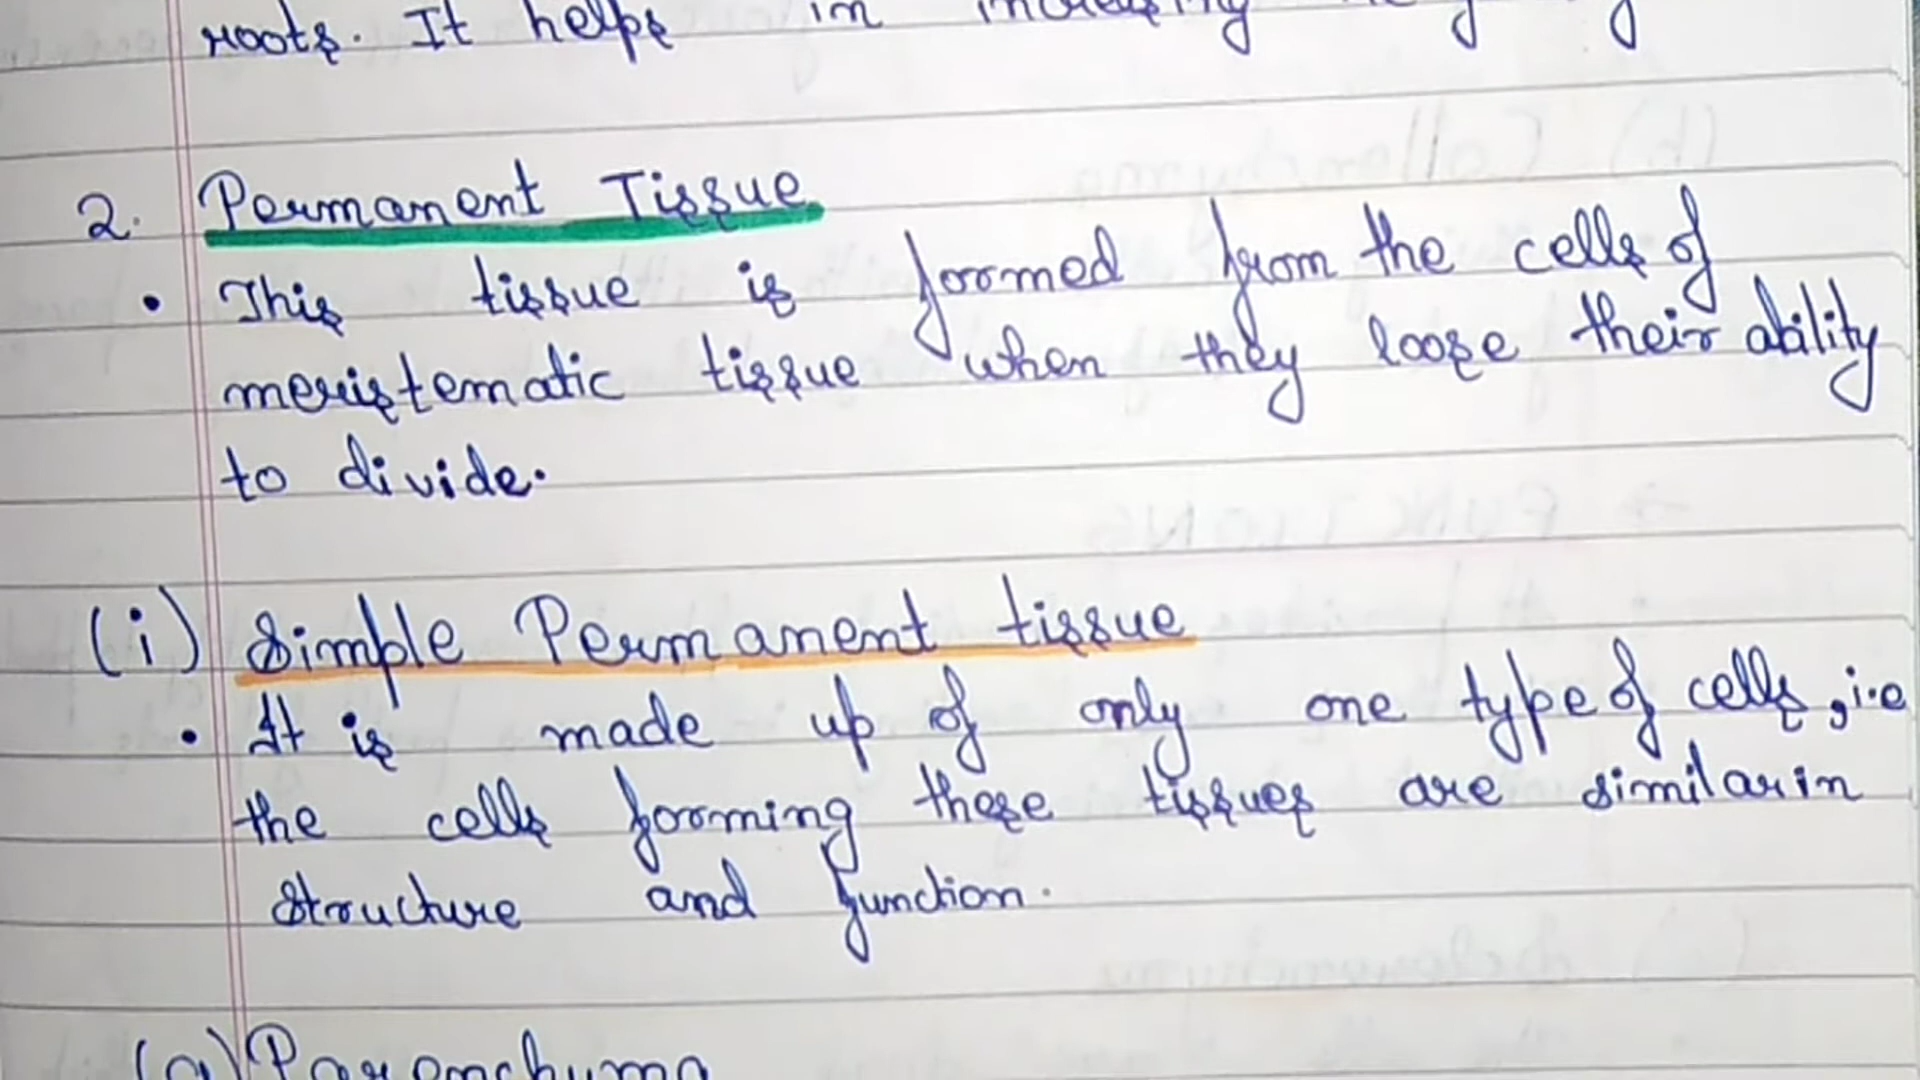 roots. It helps in increasing
2. Permanent Tissue
• This tissue is formed from the cells of
meristematic tissue when they loose their ability
to divide.
(i) Simple Permanent tissue
• It is made up of only one type of cells, i.e
the cells forming these tissues are similar in
structure and function.
(a) Parenchyma